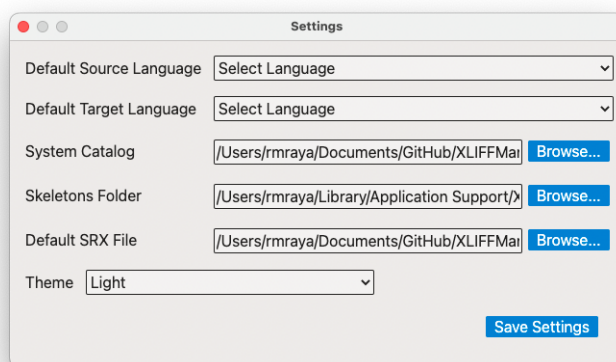 Settings
Default Source Language Select Language
Default Target Language Select Language
System Catalog /Users/rmraya/Documents/GitHub/XLIFFMan Browse...
Skeletons Folder /Users/rmraya/Library/Application Support/X Browse...
Default SRX File /Users/rmraya/Documents/GitHub/XLIFFMan Browse...
Theme Light
Save Settings